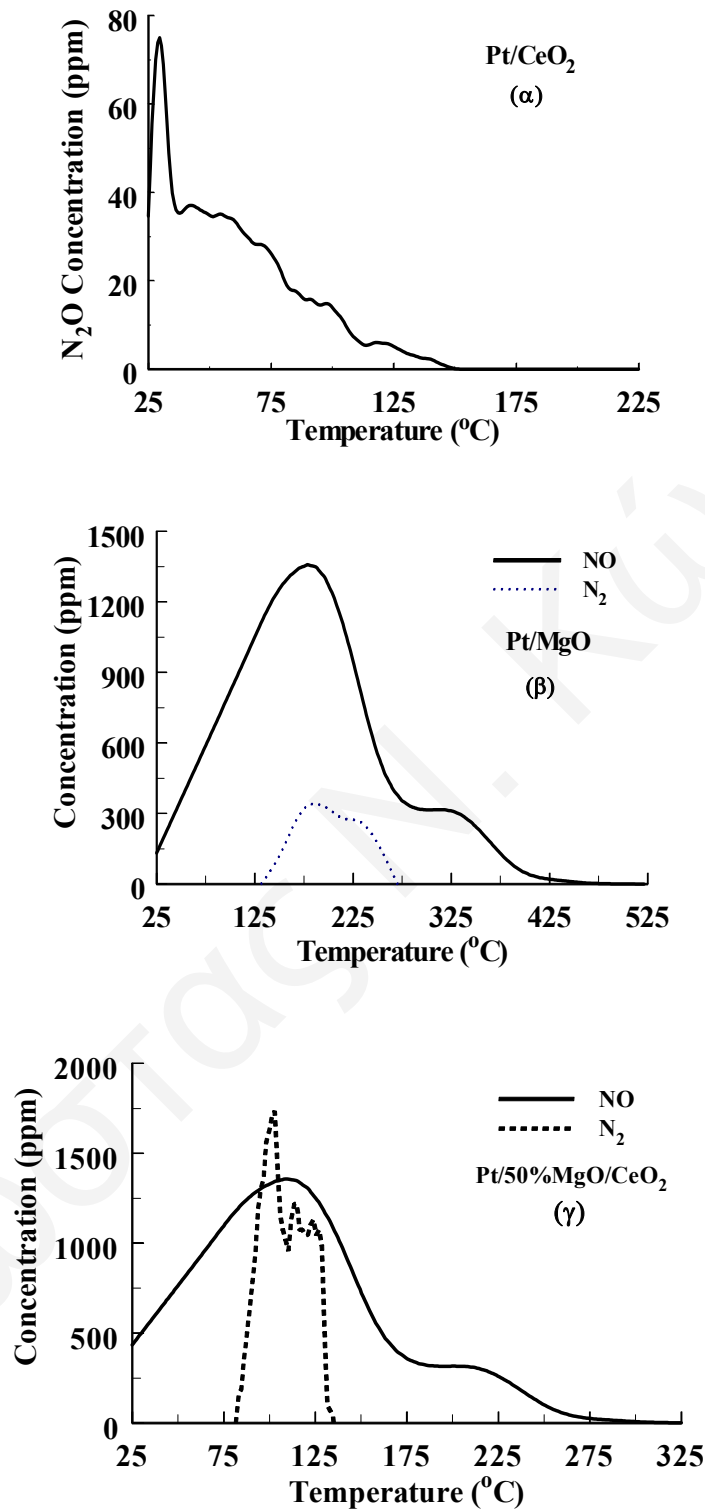 80
60
40
20
0
N₂O Concentration (ppm)
Pt/CeO₂
(α)
25 75 125 175 225
Temperature (°C)
1500
1200
900
600
300
0
Concentration (ppm)
NO
N₂
Pt/MgO
(β)
25 125 225 325 425 525
Temperature (°C)
2000
1500
1000
500
0
Concentration (ppm)
NO
N₂
Pt/50%MgO/CeO₂
(γ)
25 75 125 175 225 275 325
Temperature (°C)
Ν. Κών